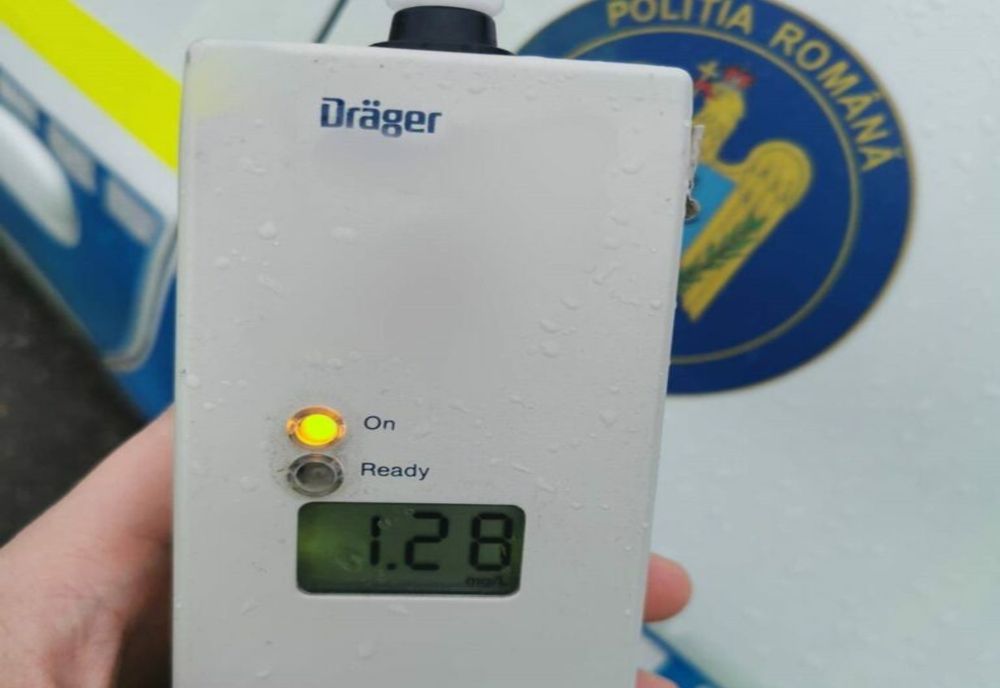 POLIȚIA ROMÂNĂ
Dräger
On
Ready
1.28
mg/L